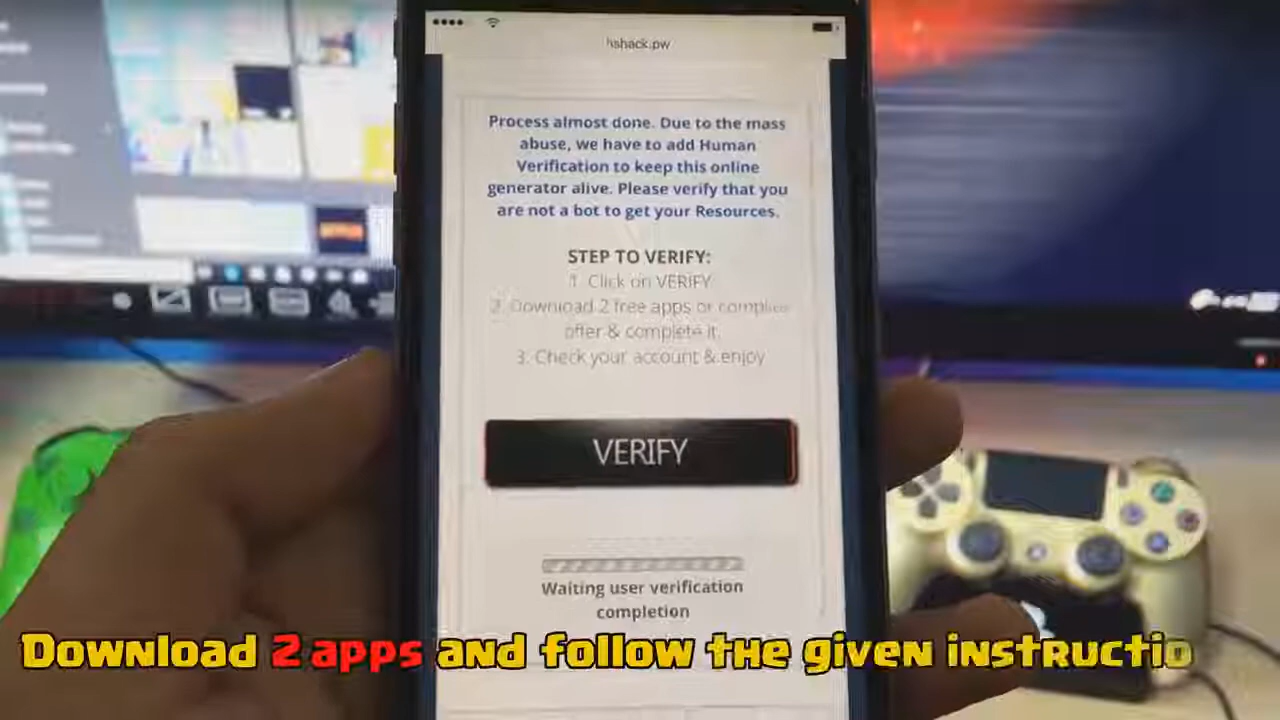 hshack.pw
Process almost done. Due to the mass
abuse, we have to add Human
Verification to keep this online
generator alive. Please verify that you
are not a bot to get your Resources.
STEP TO VERIFY:
1. Click on VERIFY
2. Download 2 free apps or complete
offer & complete it.
3. Check your account & enjoy
VERIFY
Waiting user verification
completion
Download 2 apps and follow the given instructio